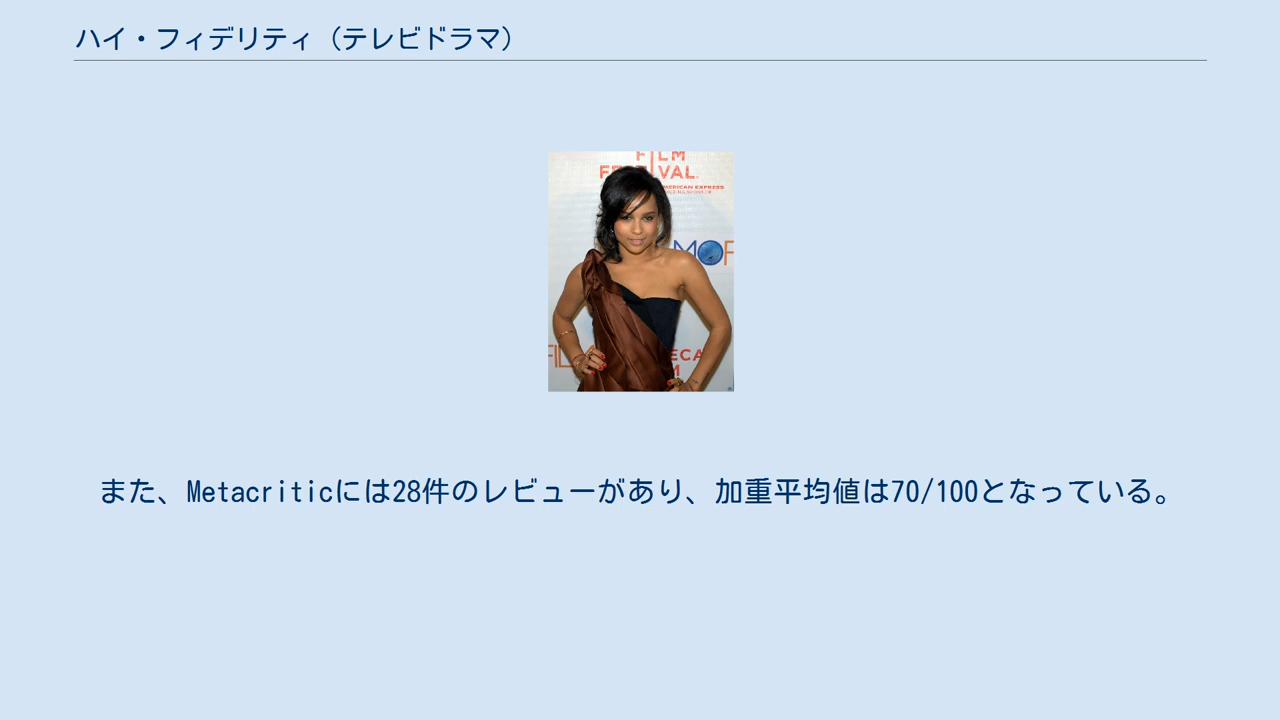 ハイ・フィデリティ（テレビドラマ）
FILM
FESTIVAL
AMERICAN EXPRESS
また、Metacriticには28件のレビューがあり、加重平均値は70/100となっている。